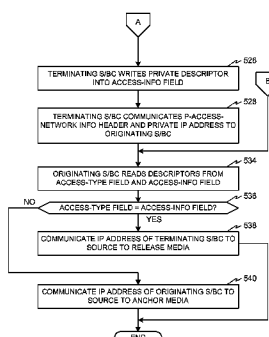 A
526
TERMINATING S/BC WRITES PRIVATE DESCRIPTOR
INTO ACCESS-INFO FIELD
528
B
TERMINATING S/BC COMMUNICATES P-ACCESS-
NETWORK INFO HEADER AND PRIVATE IP ADDRESS TO
ORIGINATING S/BC
534
ORIGINATING S/BC READS DESCRIPTORS FROM
ACCESS-TYPE FIELD AND ACCESS-INFO FIELD
536
NO
ACCESS-TYPE FIELD = ACCESS-INFO FIELD?
YES
538
COMMUNICATE IP ADDRESS OF TERMINATING S/BC TO
SOURCE TO RELEASE MEDIA
540
COMMUNICATE IP ADDRESS OF ORIGINATING S/BC TO
SOURCE TO ANCHOR MEDIA
END